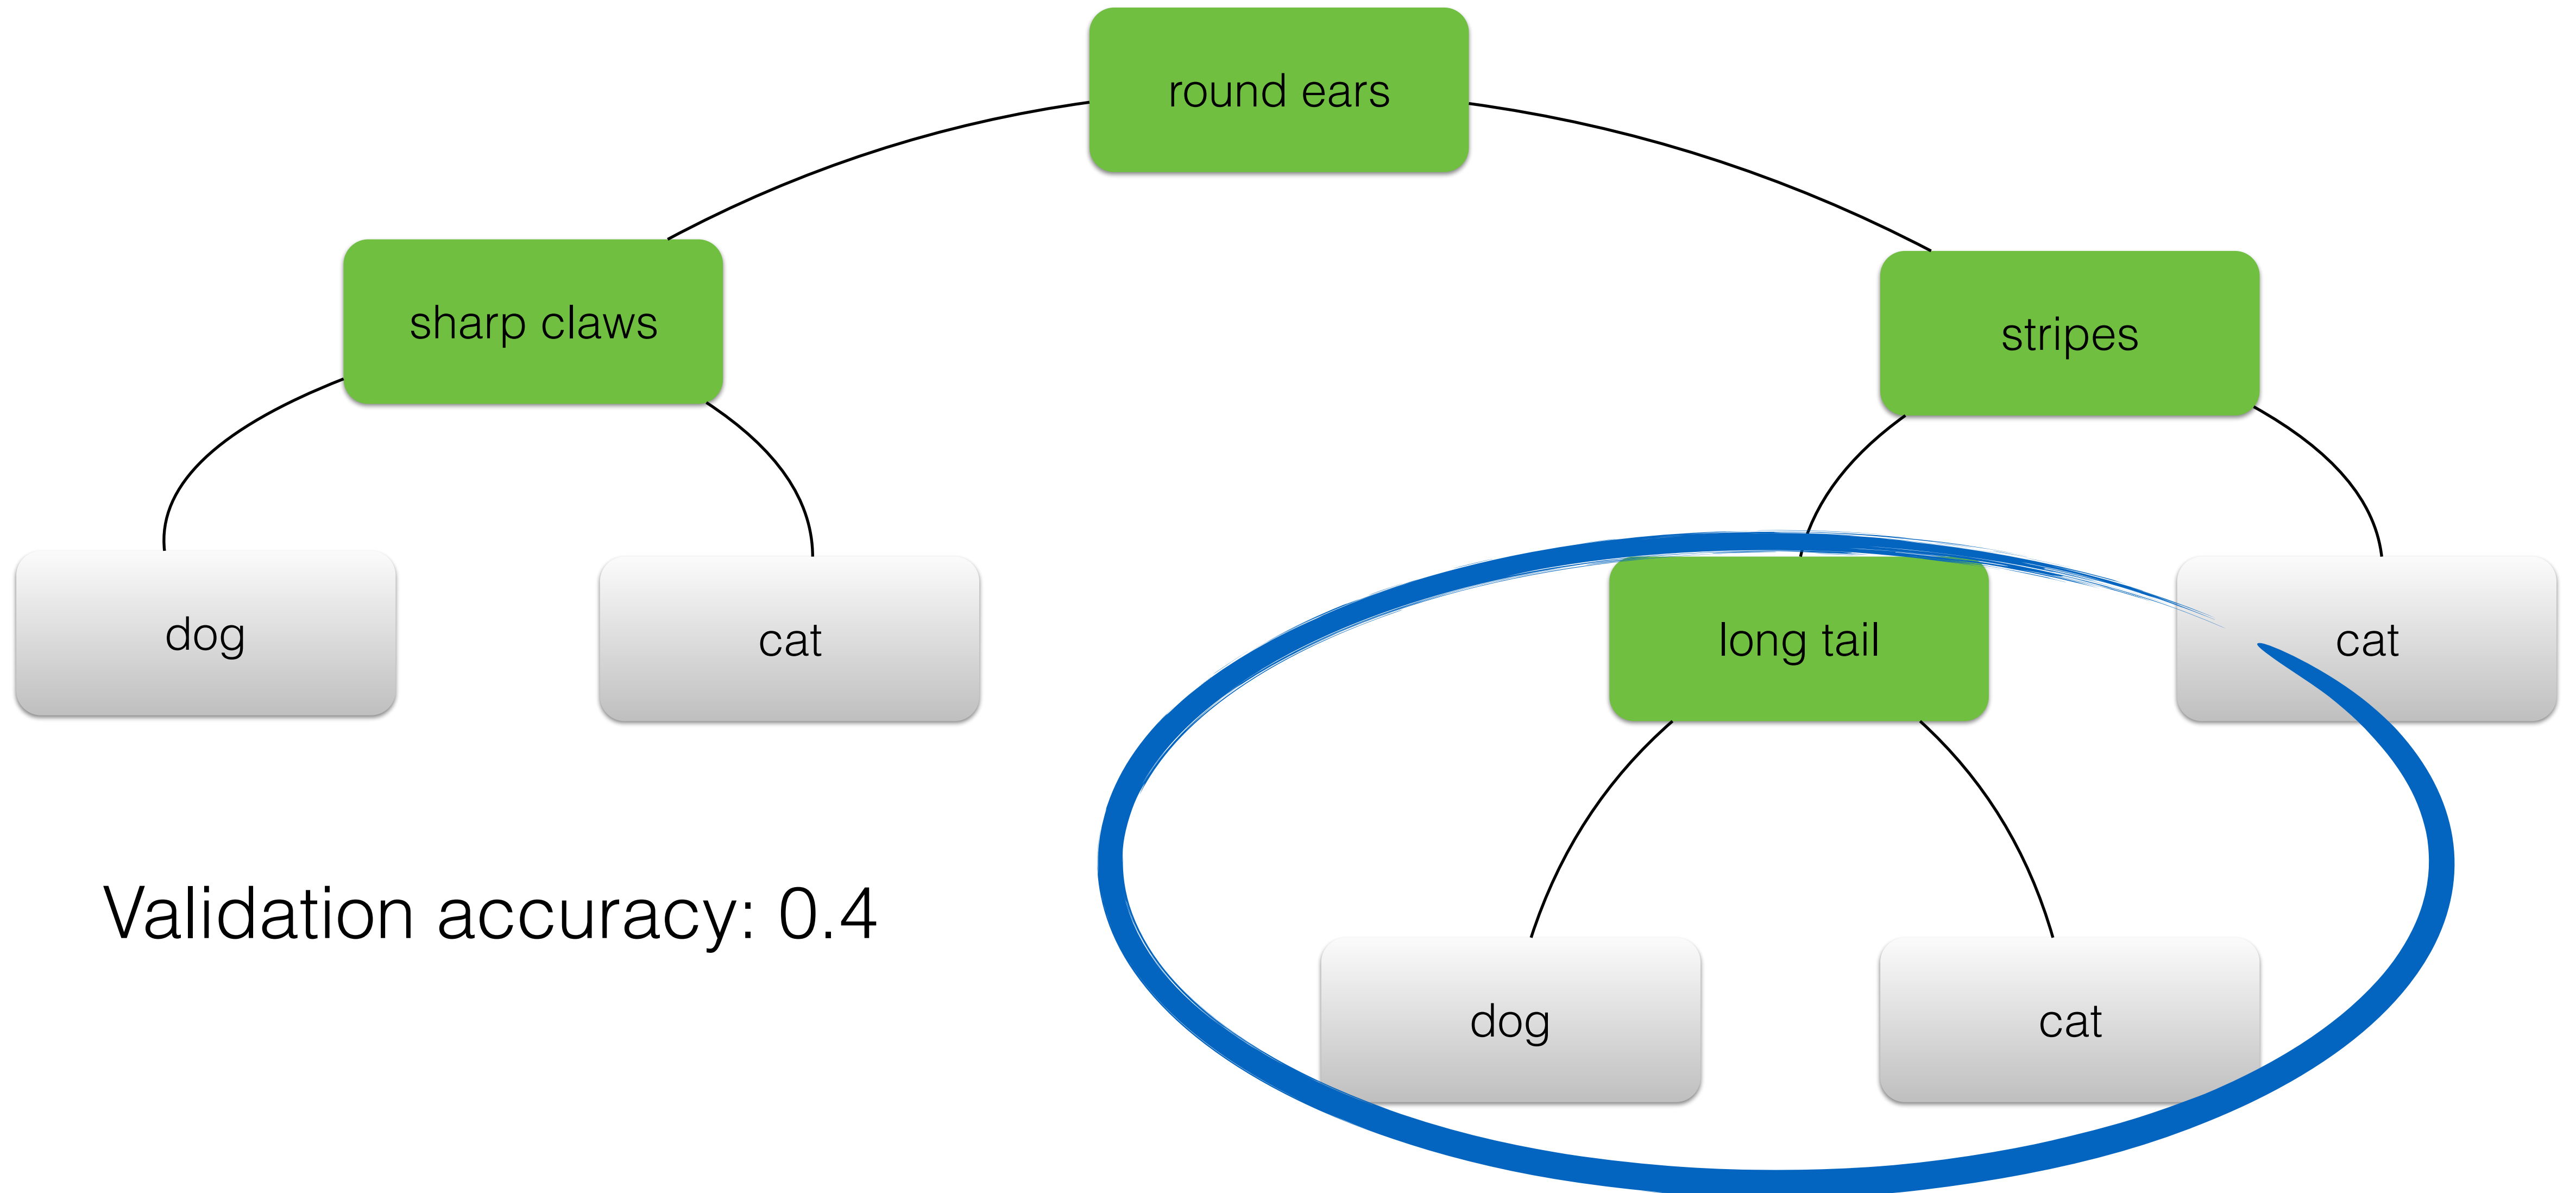 round ears
sharp claws
stripes
dog
cat
long tail
cat
Validation accuracy: 0.4
dog
cat